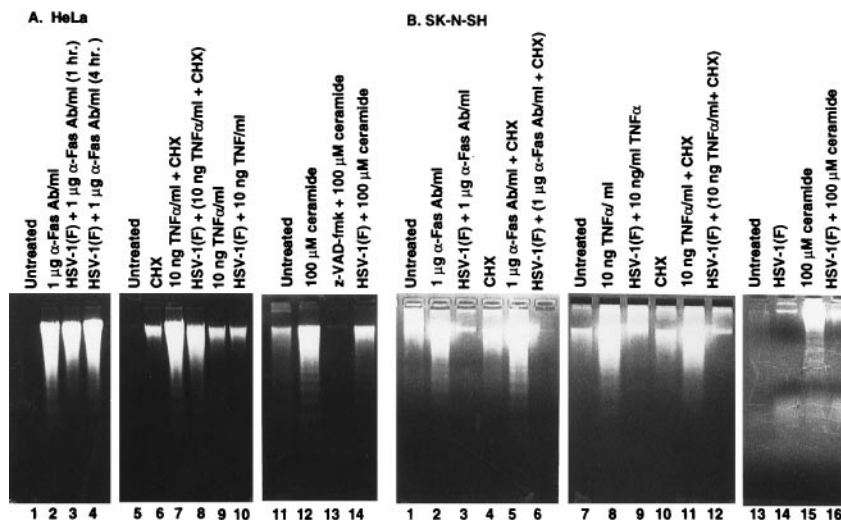 A. HeLa
Untreated
1 µg α-Fas Ab/ml
HSV-1(F) + 1 µg α-Fas Ab/ml (1 hr.)
HSV-1(F) + 1 µg α-Fas Ab/ml (4 hr.)
Untreated
CHX
10 ng TNFα/ml + CHX
HSV-1(F) + (10 ng TNFα/ml + CHX)
10 ng TNFα/ml
HSV-1(F) + 10 ng TNF/ml
Untreated
100 µM ceramide
z-VAD-fmk + 100 µM ceramide
HSV-1(F) + 100 µM ceramide
1 2 3 4 5 6 7 8 9 10 11 12 13 14
B. SK-N-SH
Untreated
1 µg α-Fas Ab/ml
HSV-1(F) + 1 µg α-Fas Ab/ml
CHX
1 µg α-Fas Ab/ml + CHX
HSV-1(F) + (1 µg α-Fas Ab/ml + CHX)
Untreated
10 ng TNFα/ ml
HSV-1(F) + 10 ng/ml TNFα
CHX
10 ng TNFα/ml + CHX
HSV-1(F) + (10 ng TNFα/ml+ CHX)
Untreated
HSV-1(F)
100 µM ceramide
HSV-1(F) + 100 µM ceramide
1 2 3 4 5 6 7 8 9 10 11 12 13 14 15 16